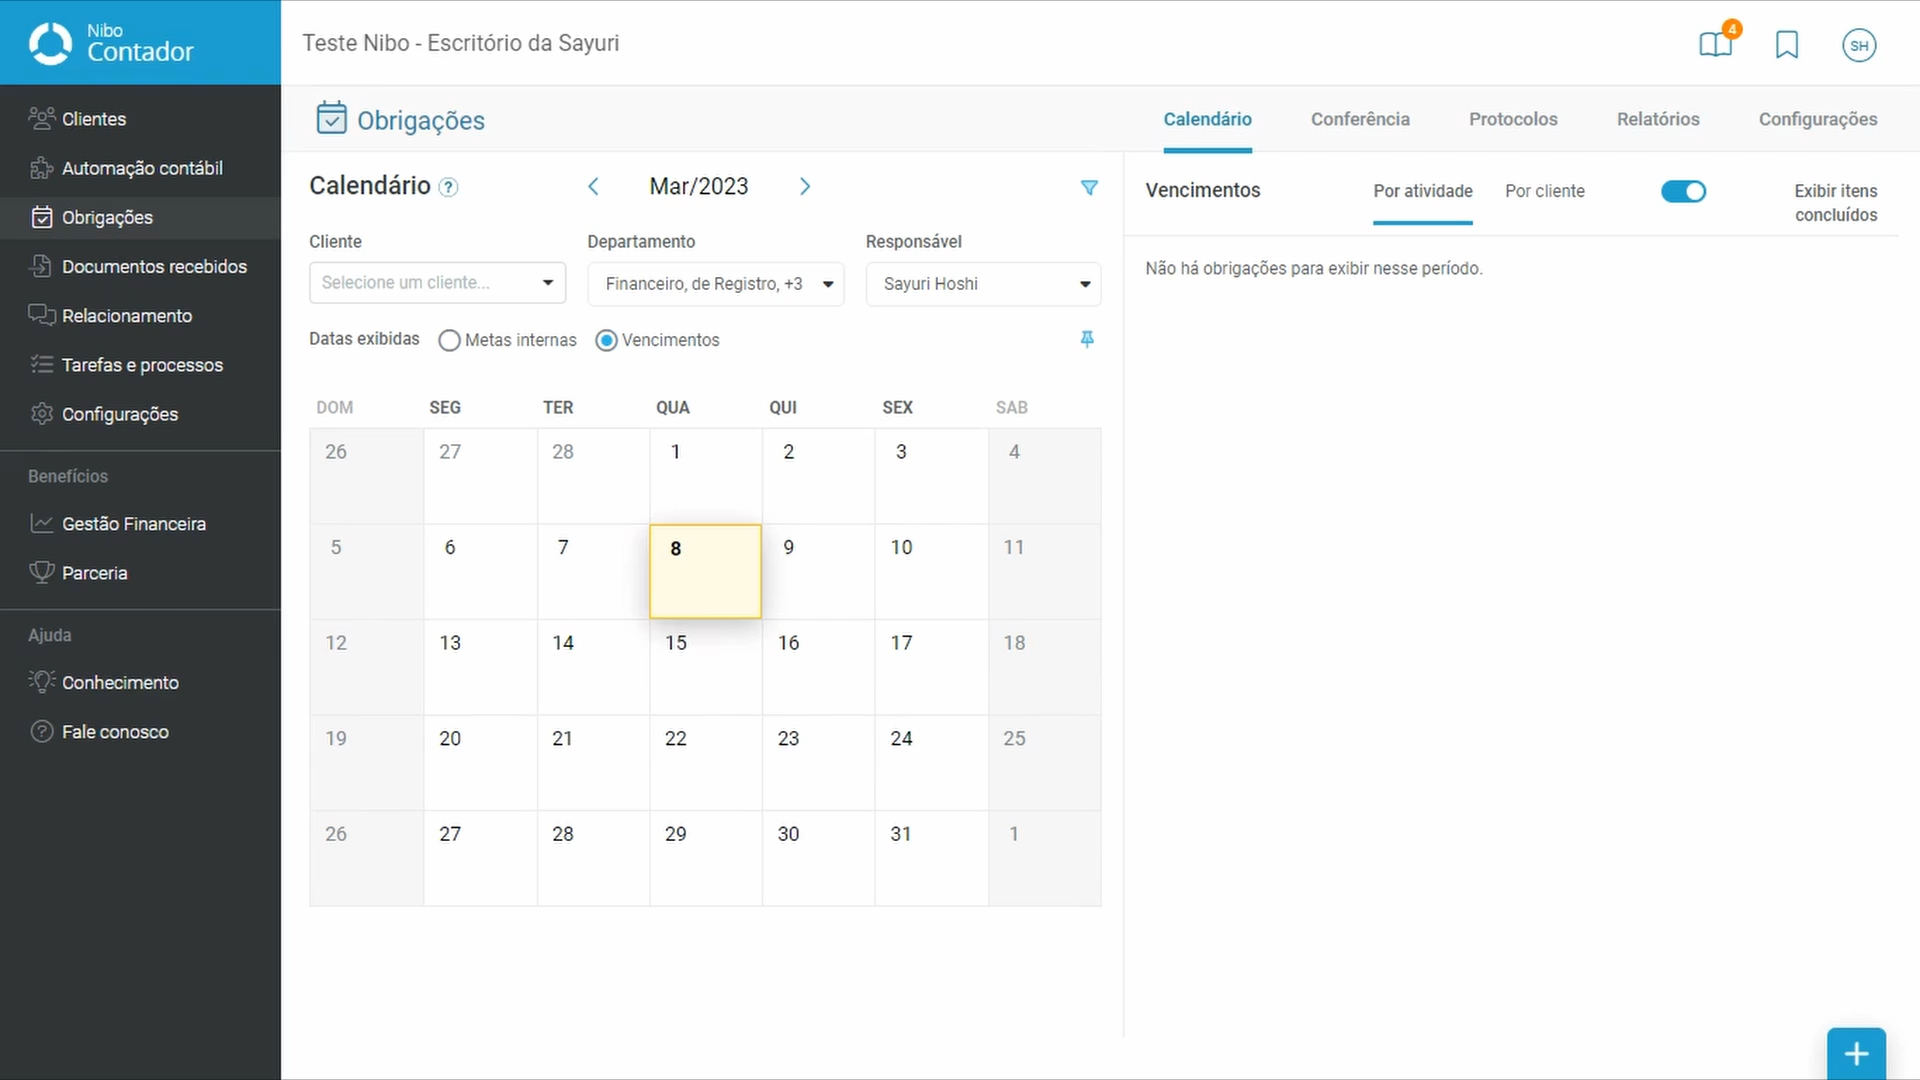 Nibo
Contador
Teste Nibo - Escritório da Sayuri
4
SH
Clientes
Automação contábil
Obrigações
Documentos recebidos
Relacionamento
Tarefas e processos
Configurações
Benefícios
Gestão Financeira
Parceria
Ajuda
Conhecimento
Fale conosco
Obrigações
Calendário Conferência Protocolos Relatórios Configurações
Calendário ? Mar/2023
Cliente Departamento Responsável
Selecione um cliente... Financeiro, de Registro, +3 Sayuri Hoshi
Datas exibidas Metas internas Vencimentos
DOM SEG TER QUA QUI SEX SAB
26 27 28 1 2 3 4
5 6 7 8 9 10 11
12 13 14 15 16 17 18
19 20 21 22 23 24 25
26 27 28 29 30 31 1
Vencimentos Por atividade Por cliente Exibir itens
concluídos
Não há obrigações para exibir nesse período.
+